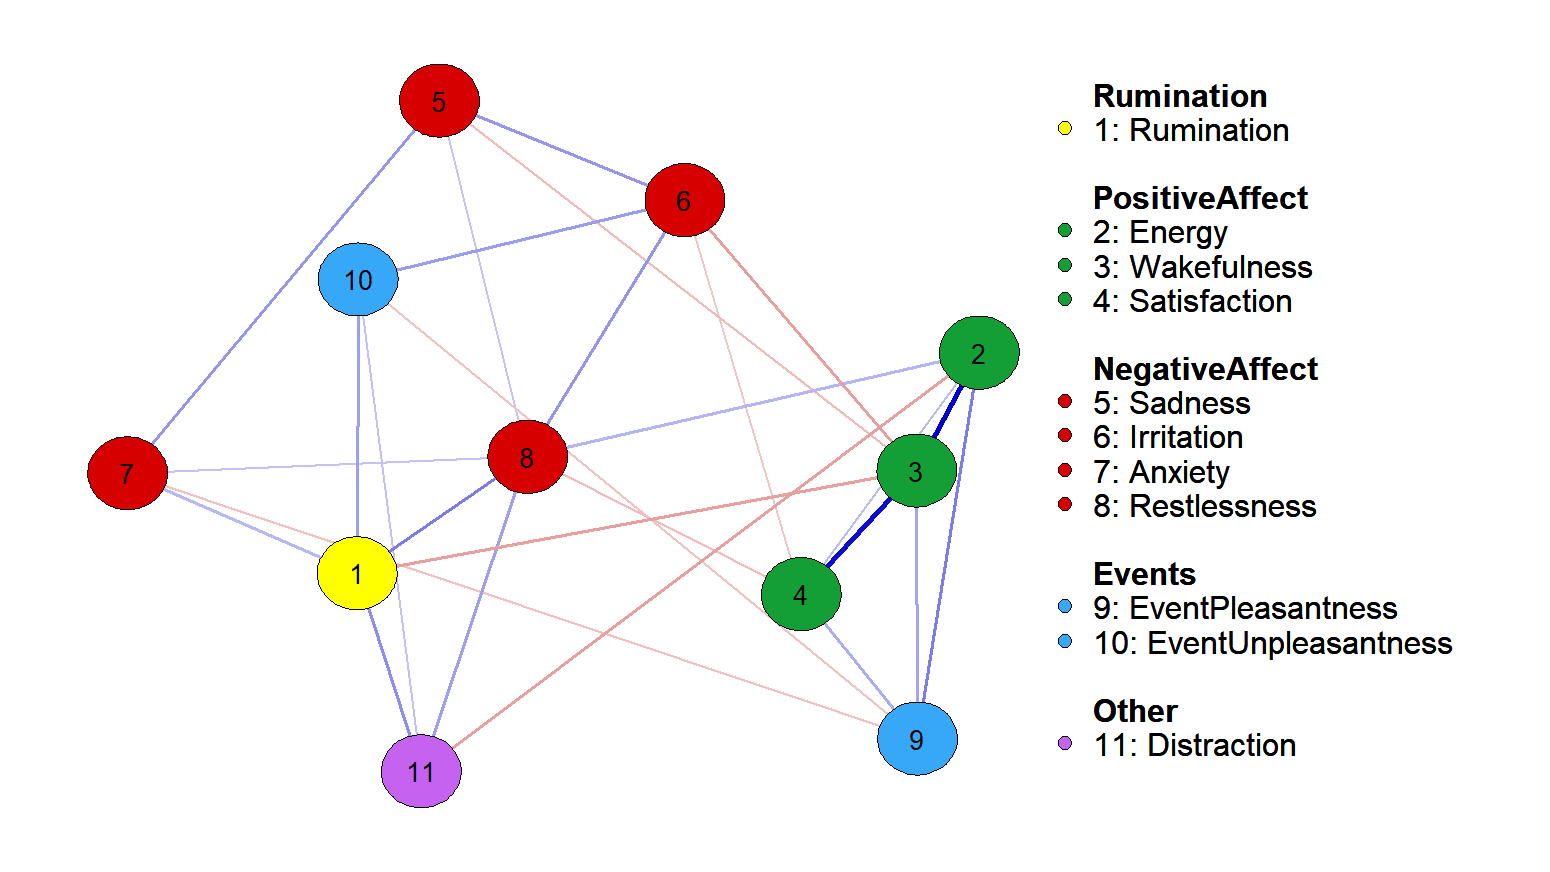 5
6
10
2
8
3
7
1
4
9
11
Rumination
1: Rumination
PositiveAffect
2: Energy
3: Wakefulness
4: Satisfaction
NegativeAffect
5: Sadness
6: Irritation
7: Anxiety
8: Restlessness
Events
9: EventPleasantness
10: EventUnpleasantness
Other
11: Distraction